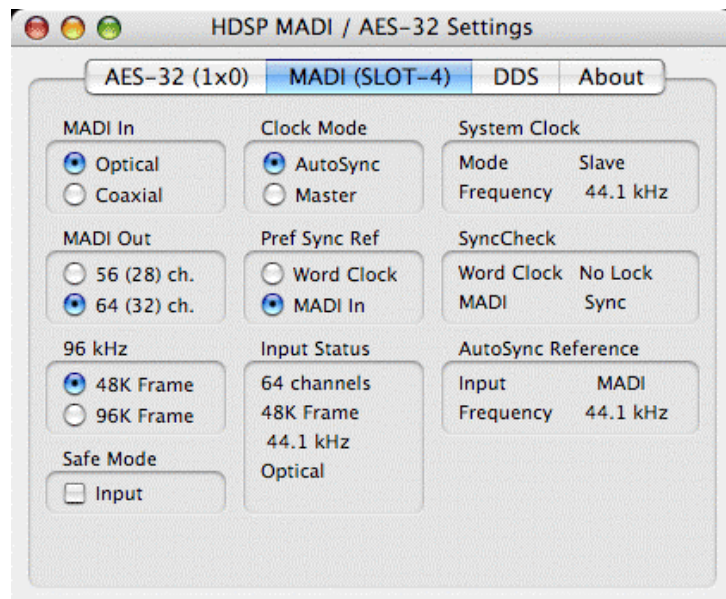 HDSP MADI / AES-32 Settings
AES-32 (1x0) MADI (SLOT-4) DDS About
MADI In
Optical
Coaxial
MADI Out
56 (28) ch.
64 (32) ch.
96 kHz
48K Frame
96K Frame
Safe Mode
Input
Clock Mode
AutoSync
Master
Pref Sync Ref
Word Clock
MADI In
Input Status
64 channels
48K Frame
44.1 kHz
Optical
System Clock
Mode Slave
Frequency 44.1 kHz
SyncCheck
Word Clock No Lock
MADI Sync
AutoSync Reference
Input MADI
Frequency 44.1 kHz